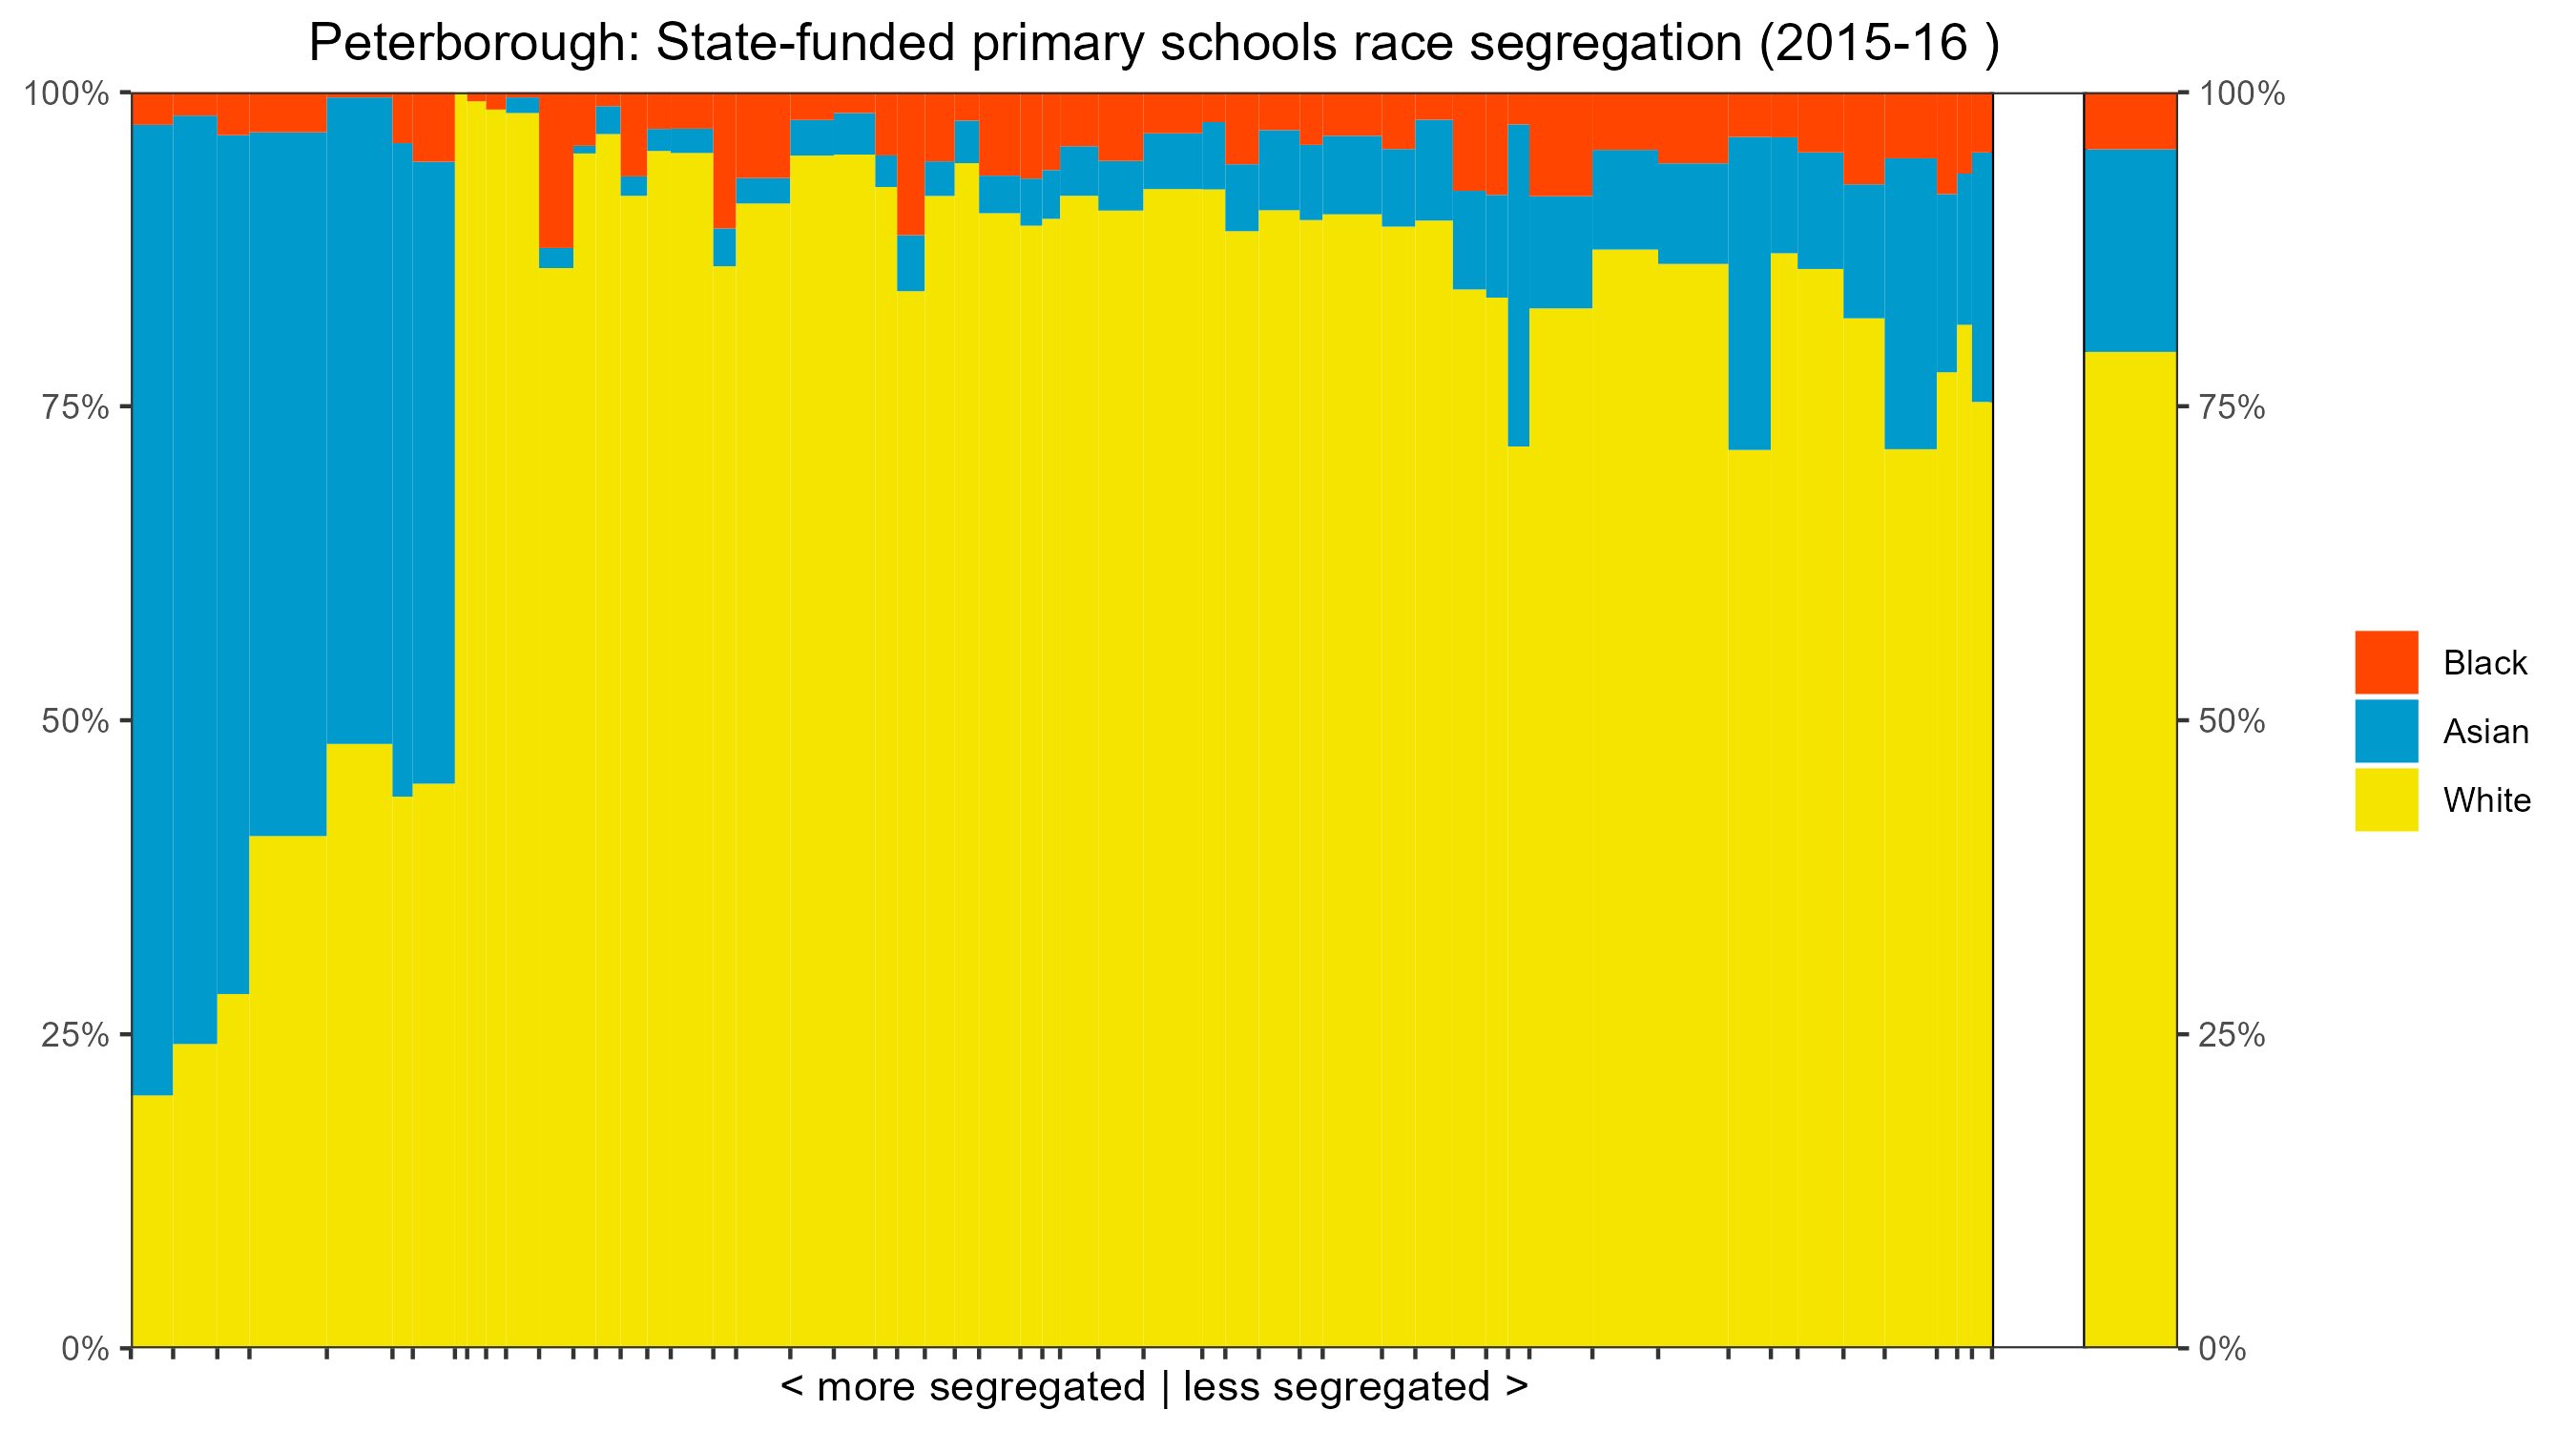 Peterborough: State-funded primary schools race segregation (2015-16 )
100%
75%
50%
25%
0%
100%
75%
50%
25%
0%
Black
Asian
White
< more segregated | less segregated >